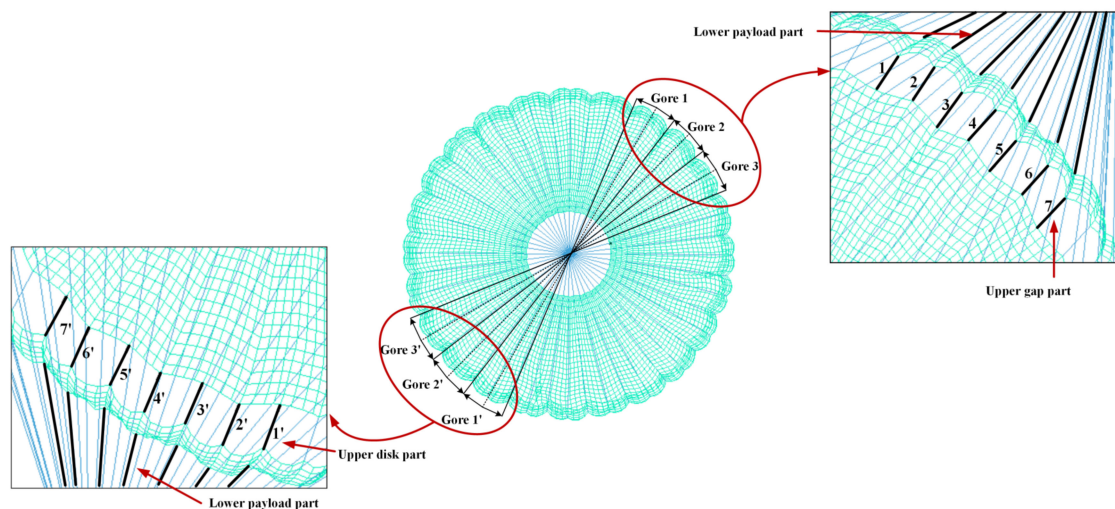 Lower payload part
1
2
3
4
5
6
7
Upper gap part
Gore 1
Gore 2
Gore 3
Gore 3'
Gore 2'
Gore 1'
7'
6'
5'
4'
3'
2'
1'
Upper disk part
Lower payload part